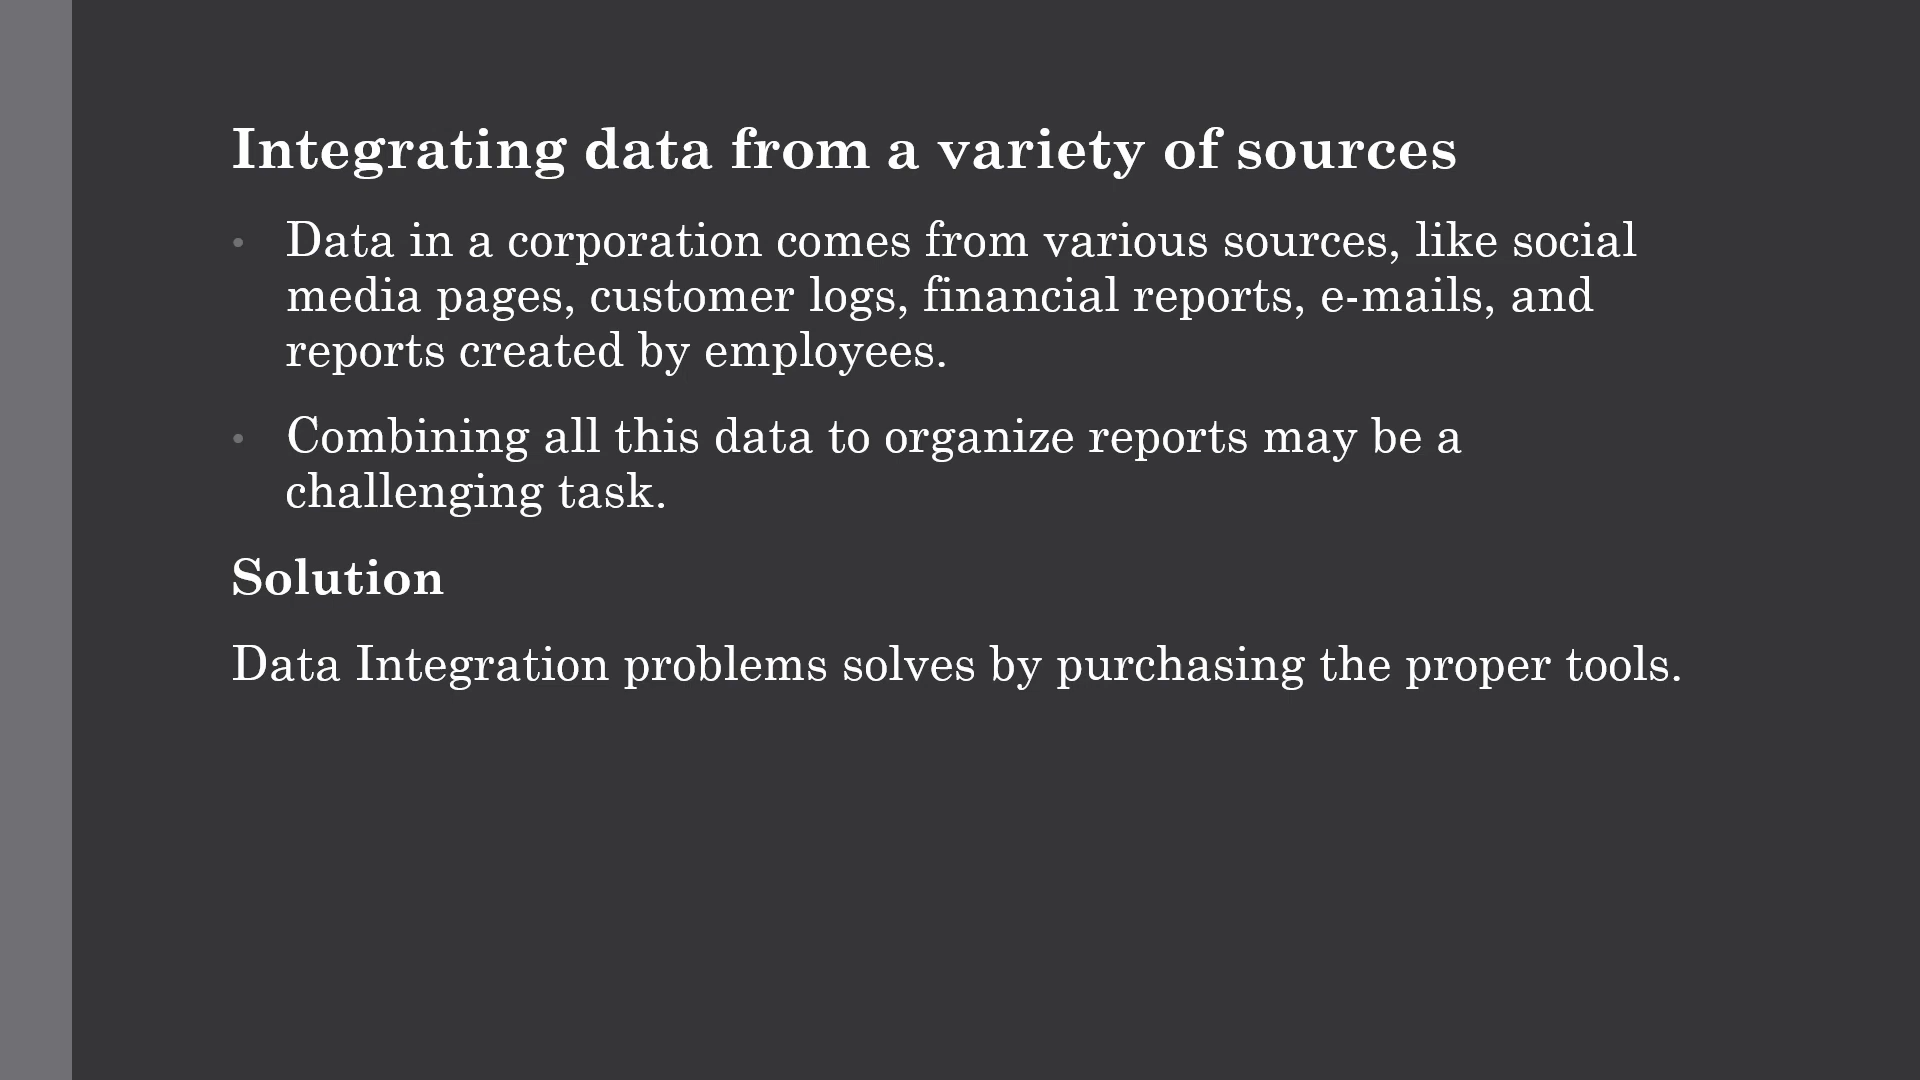 Integrating data from a variety of sources
• Data in a corporation comes from various sources, like social
media pages, customer logs, financial reports, e-mails, and
reports created by employees.
• Combining all this data to organize reports may be a
challenging task.
Solution
Data Integration problems solves by purchasing the proper tools.